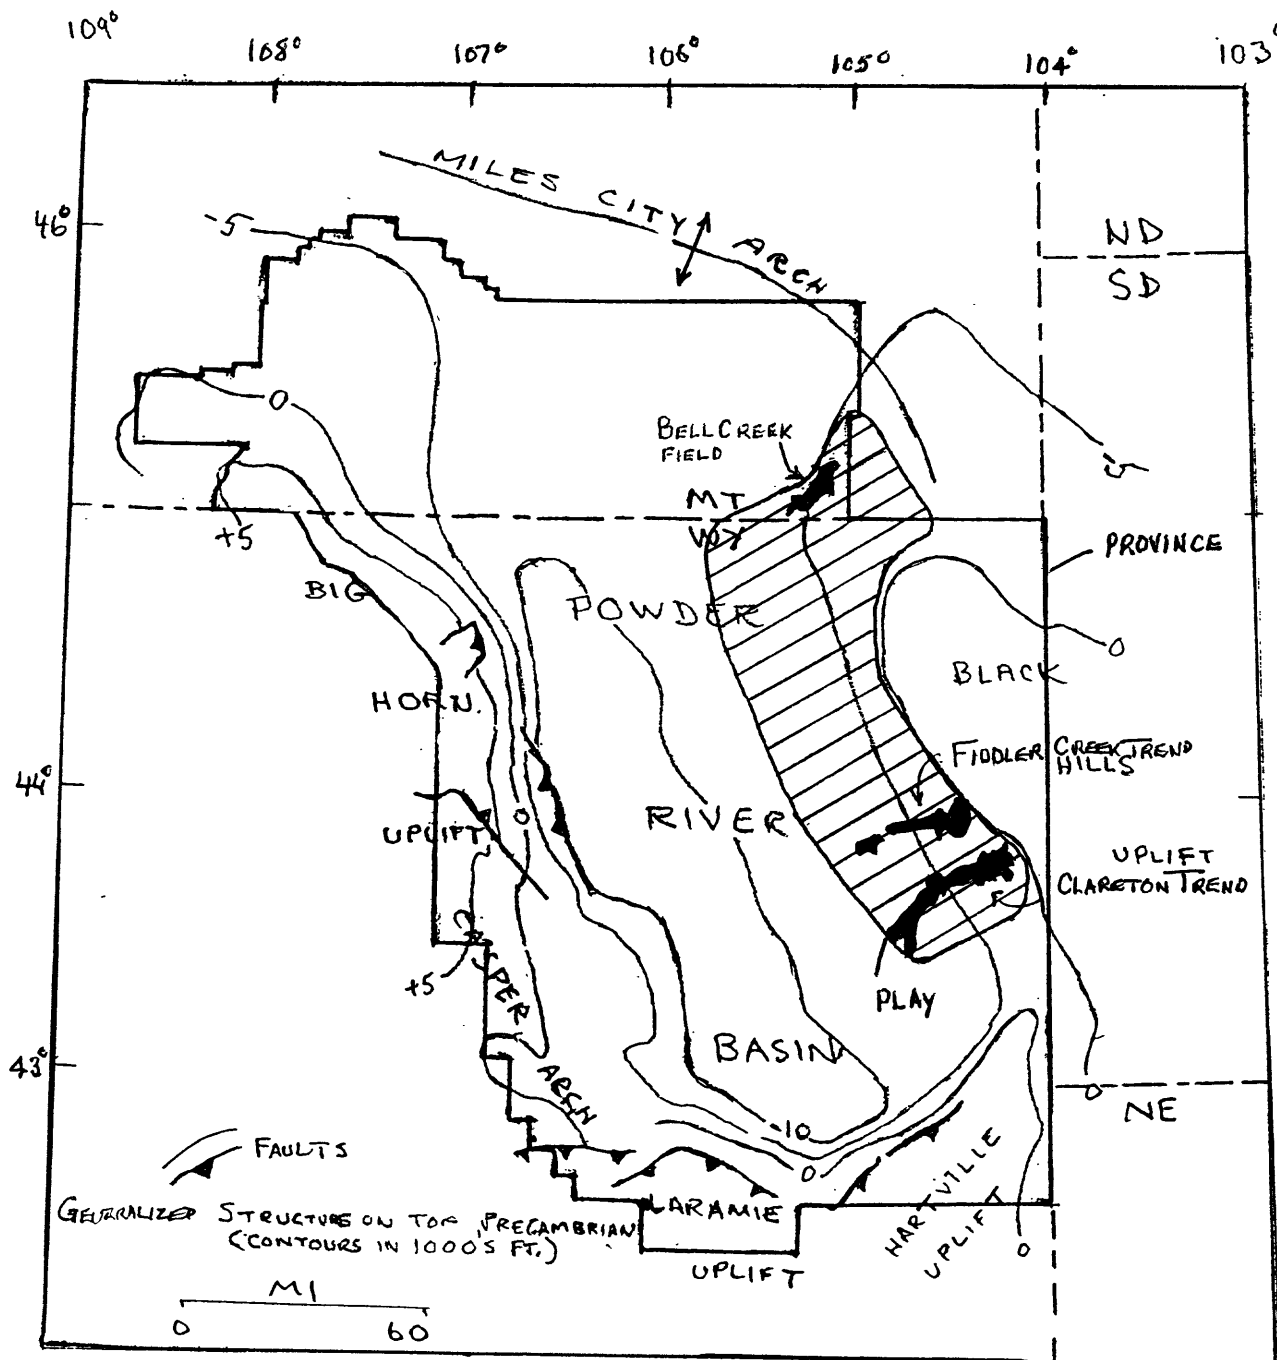 109°
108°
107°
106°
105°
104°
103°
MILES CITY ARCH
46°
-5
ND
SD
0
BELL CREEK
FIELD
-5
MT
WY
+5
PROVINCE
BIG
POWDER
0
BLACK
HORN.
FIDDLER CREEK TREND
HILLS
44°
0
UPLIFT
RIVER
UPLIFT
CLARETON TREND
CASPER
+5
PLAY
BASIN
43°
ARCH
0
NE
-10
FAULTS
0
HARTVILLE
UPLIFT
LARAMIE
GENERALIZED STRUCTURE ON TOP PRECAMBRIAN
(CONTOURS IN 1000'S FT.)
0
UPLIFT
MI
0 60